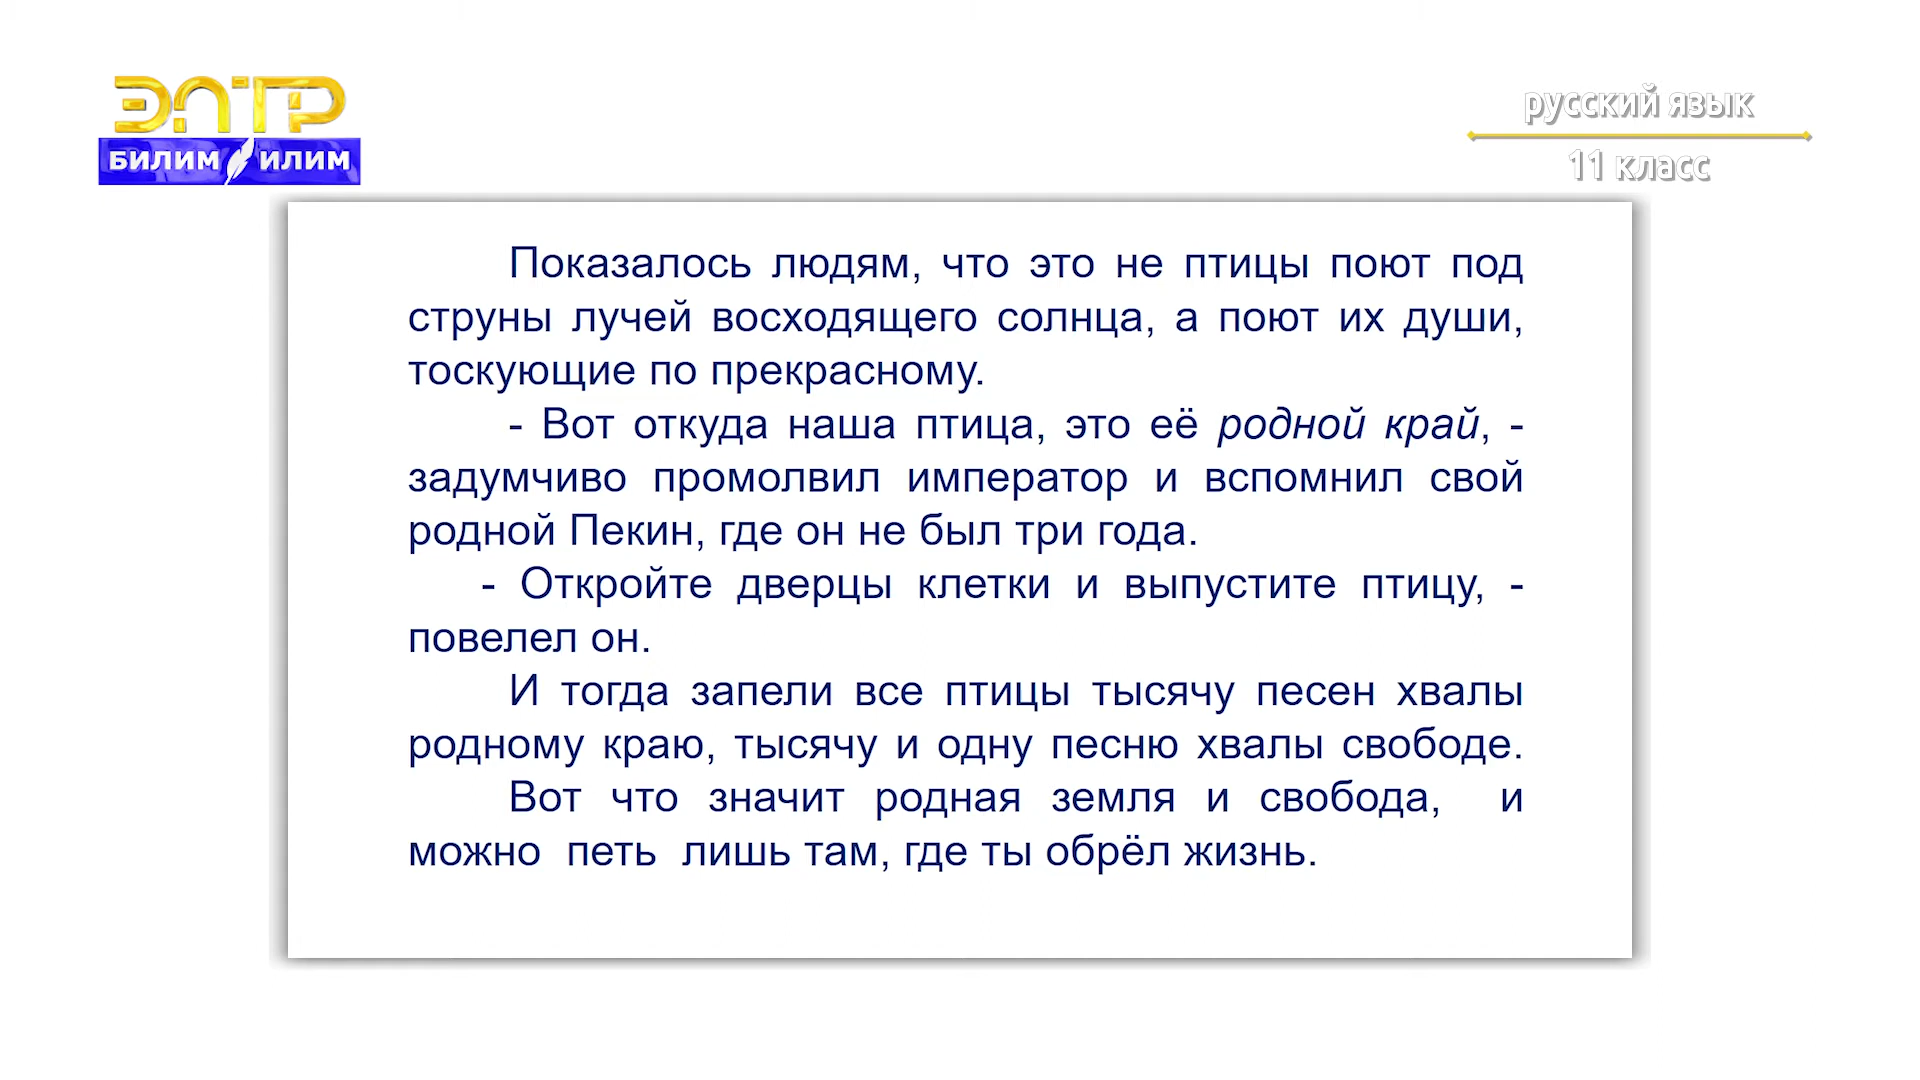 ЭЛТР
БИЛИМ ИЛИМ
русский язык
11 класс
Показалось людям, что это не птицы поют под
струны лучей восходящего солнца, а поют их души,
тоскующие по прекрасному.
- Вот откуда наша птица, это её родной край, -
задумчиво промолвил император и вспомнил свой
родной Пекин, где он не был три года.
- Откройте дверцы клетки и выпустите птицу, -
повелел он.
И тогда запели все птицы тысячу песен хвалы
родному краю, тысячу и одну песню хвалы свободе.
Вот что значит родная земля и свобода, и
можно петь лишь там, где ты обрёл жизнь.